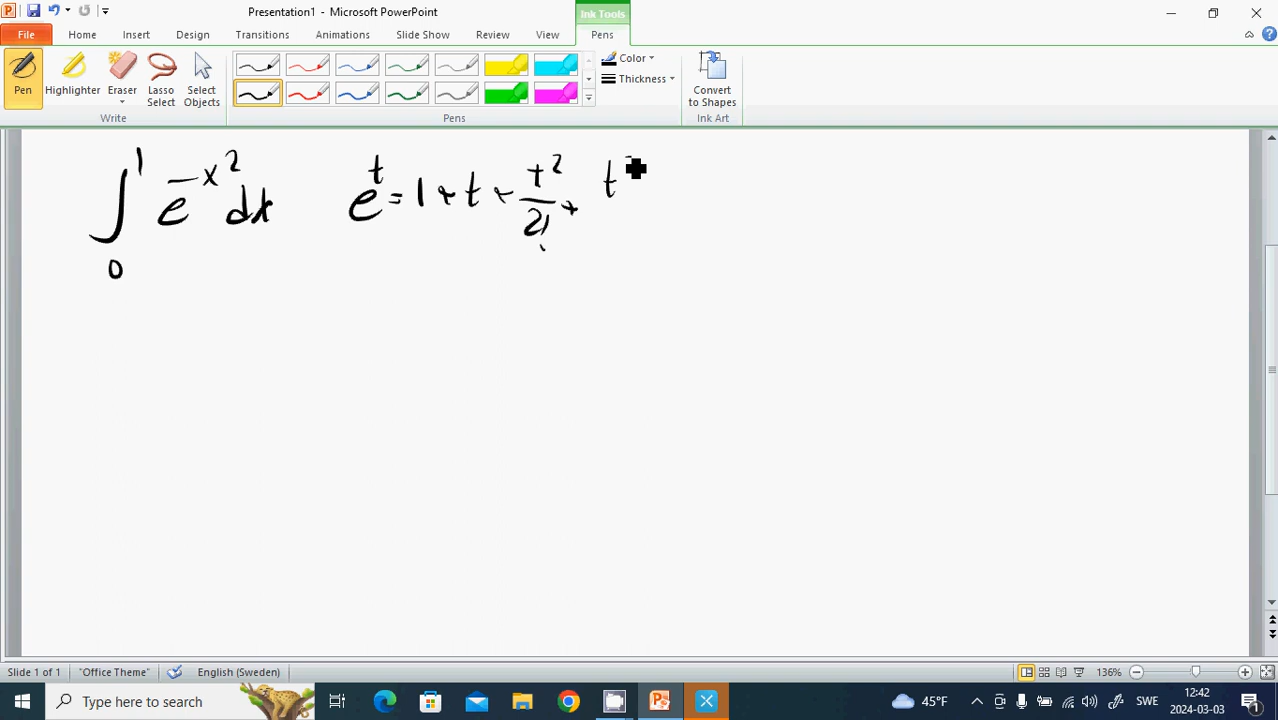 Presentation1 - Microsoft PowerPoint
Ink Tools
File Home Insert Design Transitions Animations Slide Show Review View Pens
Pen Highlighter Eraser Lasso Select Select Objects
Color
Thickness
Convert to Shapes
Write Pens Ink Art
∫₀¹ e^(-x²) dx e^t = 1 + t + t²/2! + t
Slide 1 of 1 "Office Theme" English (Sweden) 136%
Type here to search 45°F SWE 12:42
2024-03-03 1